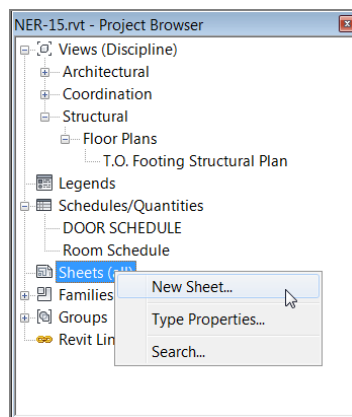 NER-15.rvt - Project Browser
Views (Discipline)
Architectural
Coordination
Structural
Floor Plans
T.O. Footing Structural Plan
Legends
Schedules/Quantities
DOOR SCHEDULE
Room Schedule
Sheets (all)
New Sheet...
Families
Groups
Type Properties...
Revit Lin
Search...